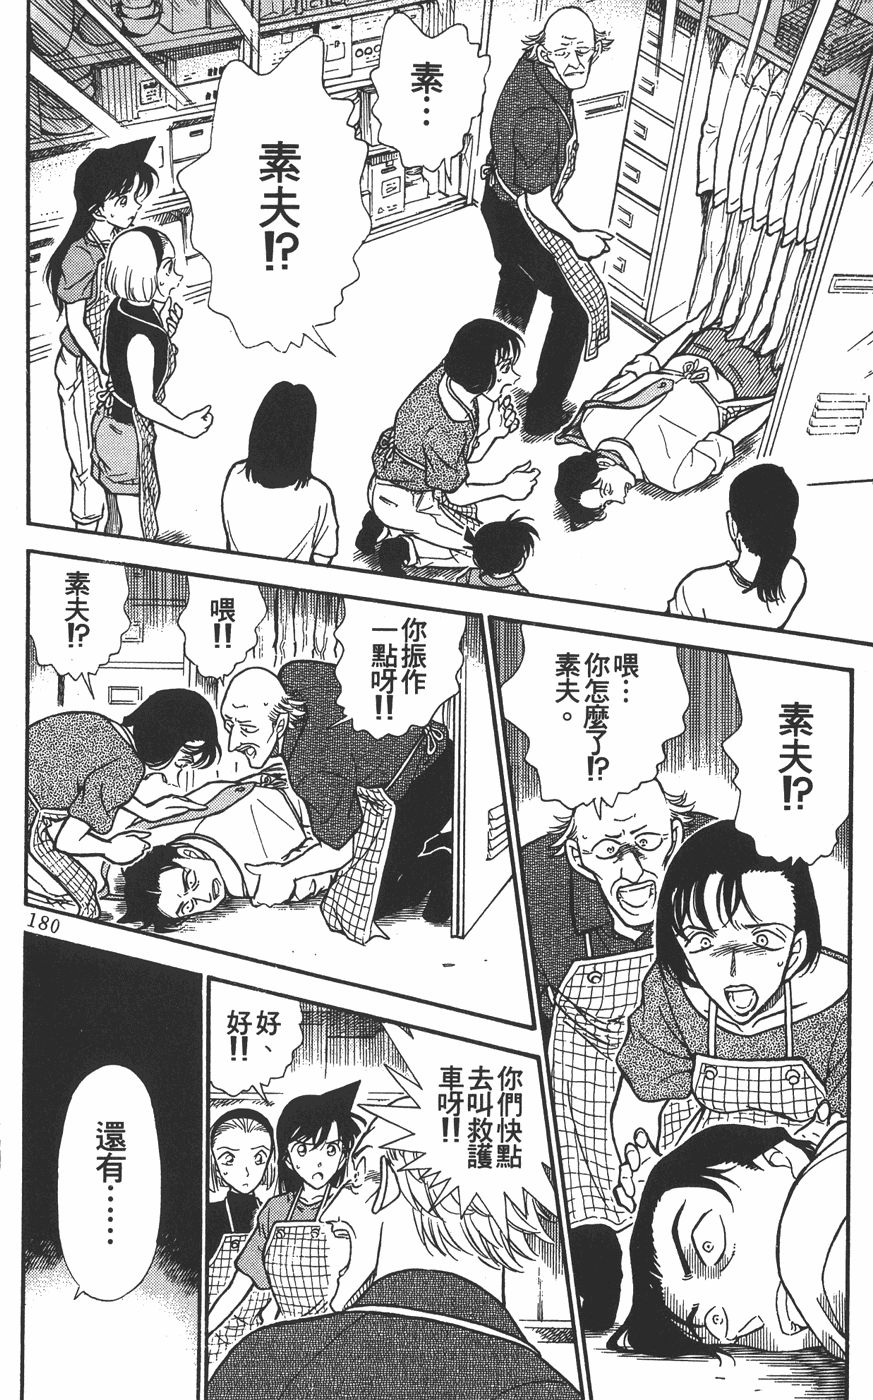 素…
素夫!?
素夫!?
喂…
你怎麼了!?
素夫。
你振作
一點呀!!
喂!!
素夫!?
180
你們快點
去叫救護
車呀!!
好、
好!!
還有……